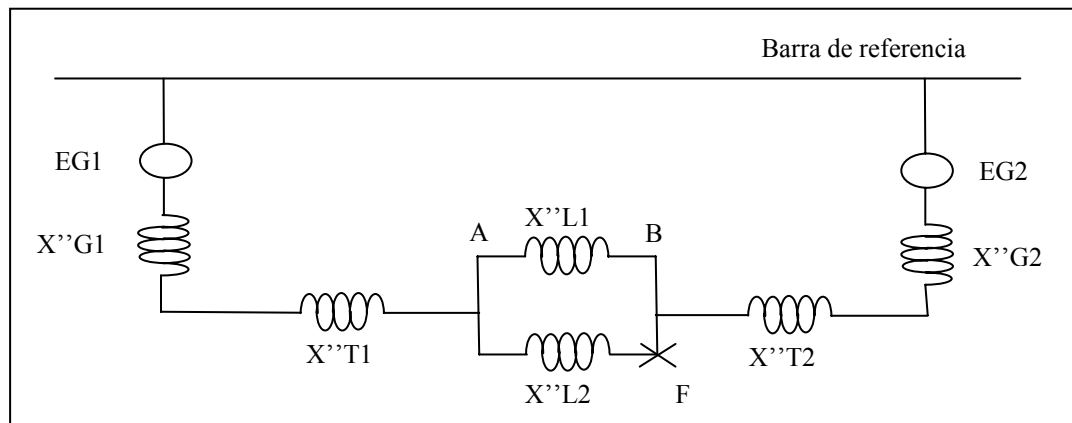 Barra de referencia
EG1
EG2
X’’G1
X’’L1
A
B
X’’G2
X’’T1
X’’T2
X’’L2
F